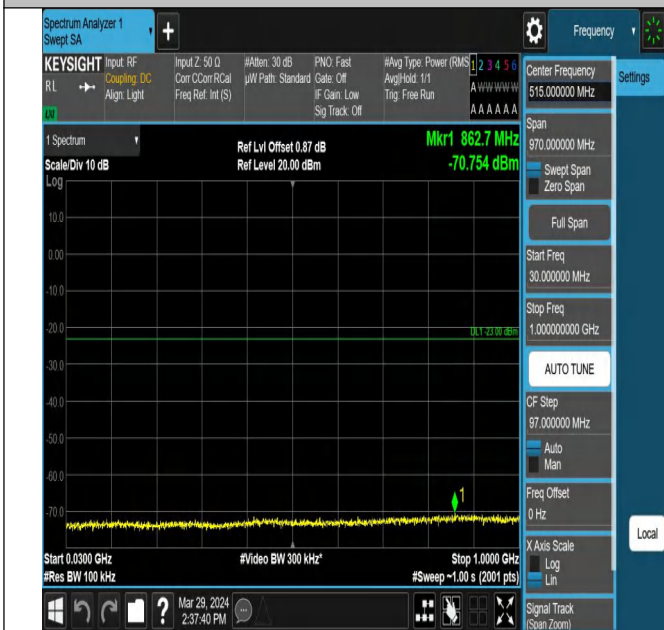 Spectrum Analyzer 1
Swept SA
Frequency
KEYSIGHT
RL
LXI
Input: RF
Coupling: DC
Align: Light
Input Z: 50 Ω
Corr CCorr RCal
Freq Ref: Int (S)
#Atten: 30 dB
µW Path: Standard
PNO: Fast
Gate: Off
IF Gain: Low
Sig Track: Off
#Avg Type: Power (RMS
Avg|Hold: 1/1
Trig: Free Run
1 2 3 4 5 6
A W W W W W
A A A A A A
1 Spectrum
Scale/Div 10 dB
Log
Ref Lvl Offset 0.87 dB
Ref Level 20.00 dBm
Mkr1 862.7 MHz
-70.754 dBm
10.0
0.00
-10.0
-20.0
DL1 -23.00 dBm
-30.0
-40.0
-50.0
-60.0
1
-70.0
Start 0.0300 GHz
#Res BW 100 kHz
#Video BW 300 kHz*
Stop 1.0000 GHz
#Sweep ~1.00 s (2001 pts)
Mar 29, 2024
2:37:40 PM
Center Frequency
515.000000 MHz
Settings
Span
970.000000 MHz
Swept Span
Zero Span
Full Span
Start Freq
30.000000 MHz
Stop Freq
1.000000000 GHz
AUTO TUNE
CF Step
97.000000 MHz
Auto
Man
Freq Offset
0 Hz
X Axis Scale
Log
Lin
Local
Signal Track
(Span Zoom)